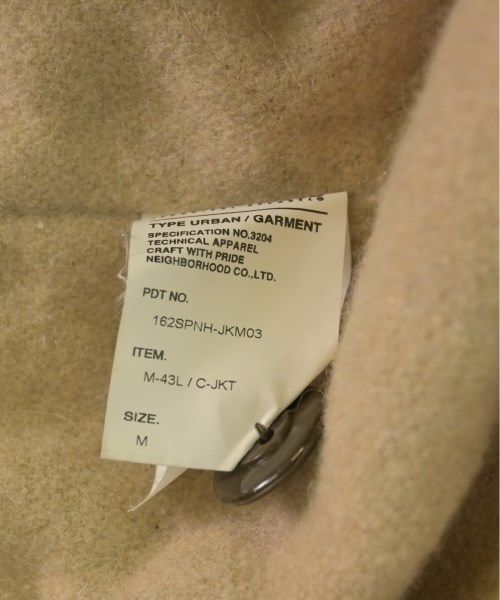 TYPE URBAN / GARMENT
SPECIFICATION NO.3204
TECHNICAL APPAREL
CRAFT WITH PRIDE
NEIGHBORHOOD CO.,LTD.
PDT NO.
162SPNH-JKM03
ITEM.
M-43L / C-JKT
SIZE.
M